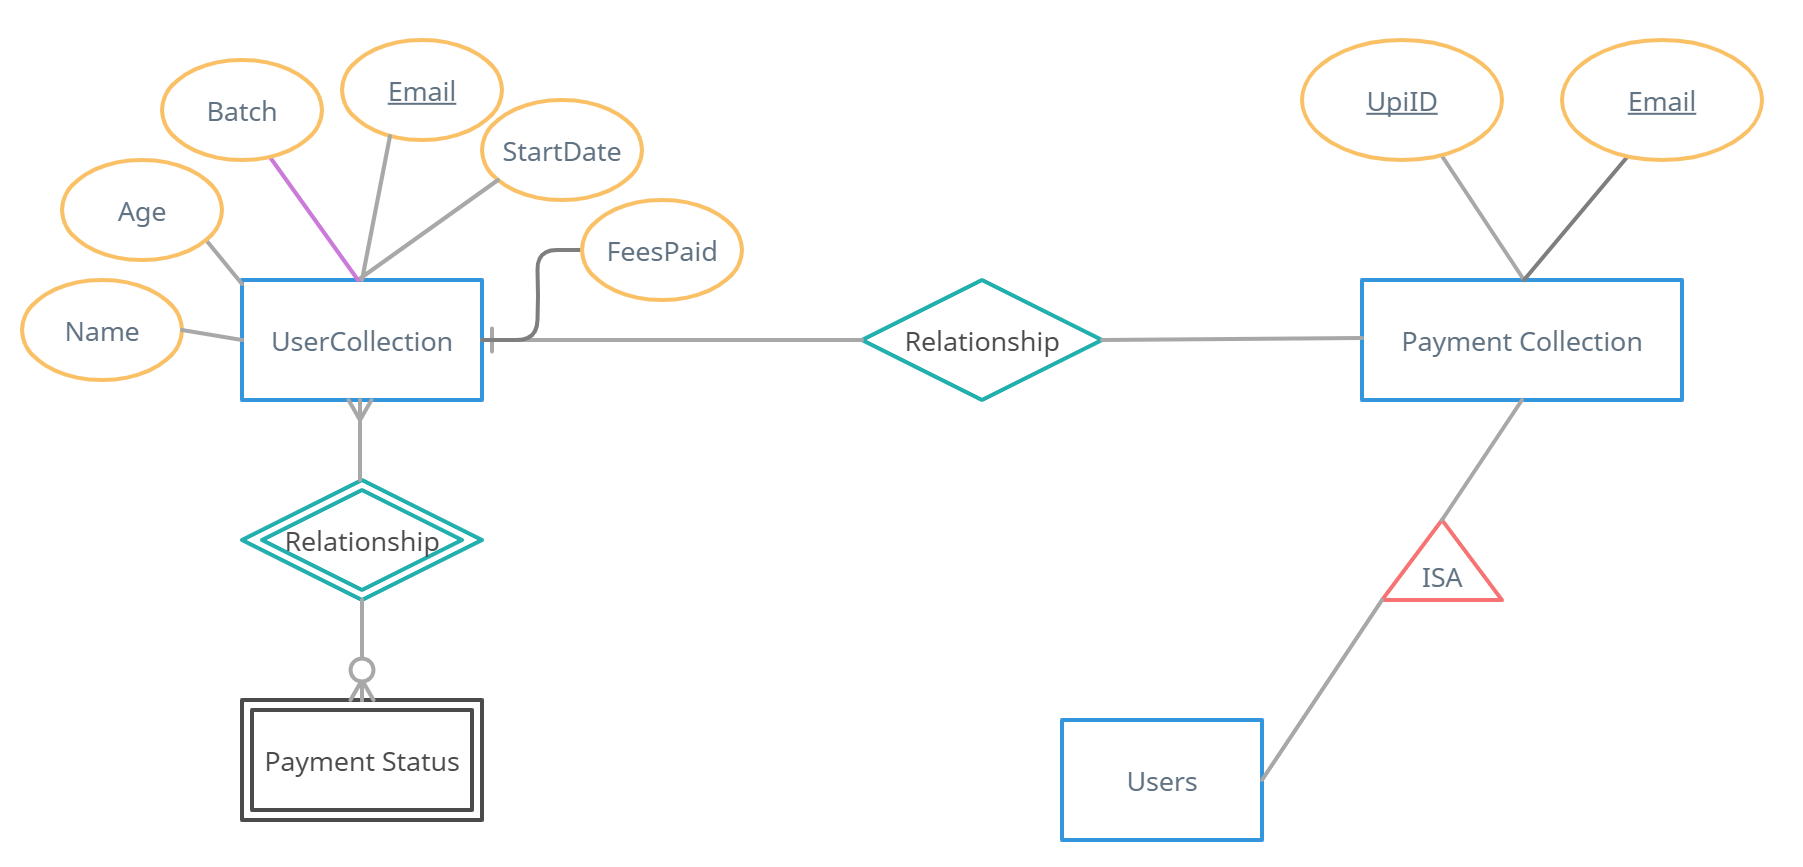 Email
Batch
StartDate
Age
FeesPaid
Name
UserCollection
Relationship
UpiID
Email
Payment Collection
Relationship
ISA
Payment Status
Users